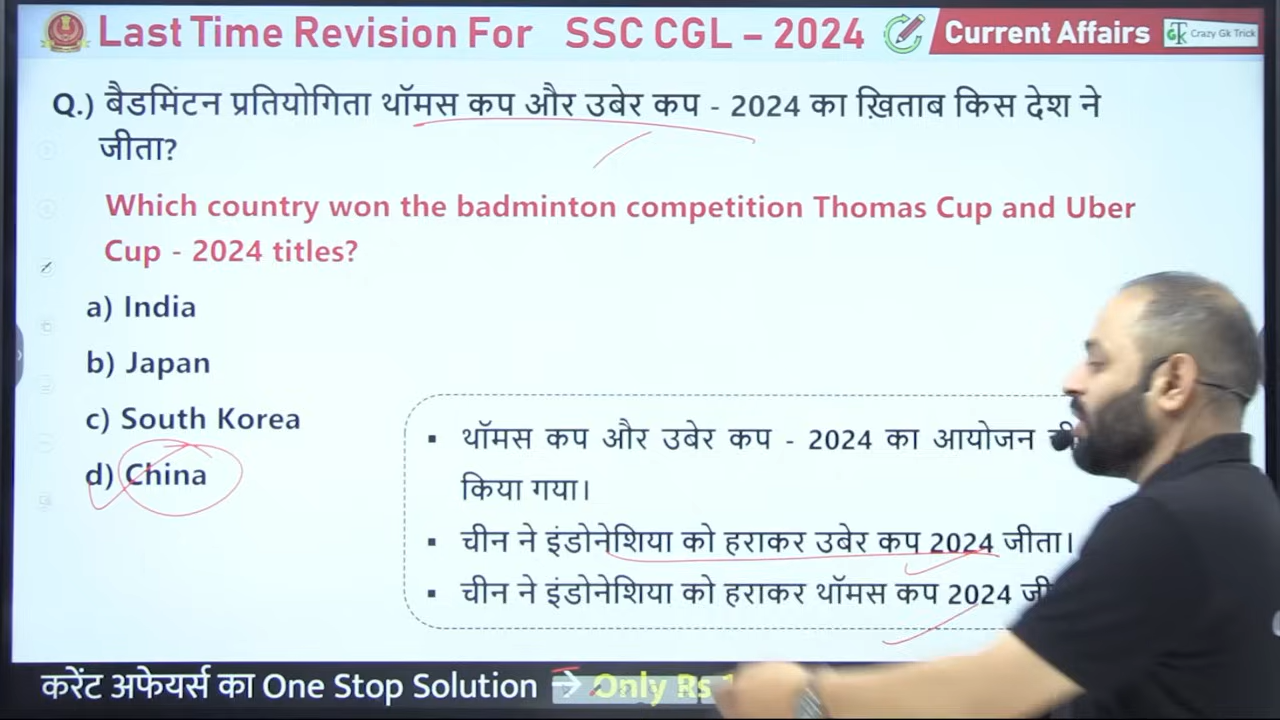 Last Time Revision For SSC CGL – 2024
Current Affairs
Crazy Gk Trick
Q.) बैडमिंटन प्रतियोगिता थॉमस कप और उबेर कप - 2024 का ख़िताब किस देश ने
जीता?
Which country won the badminton competition Thomas Cup and Uber
Cup - 2024 titles?
a) India
b) Japan
c) South Korea
d) China
▪ थॉमस कप और उबेर कप - 2024 का आयोजन
किया गया।
▪ चीन ने इंडोनेशिया को हराकर उबेर कप 2024 जीता।
▪ चीन ने इंडोनेशिया को हराकर थॉमस कप 2024
करेंट अफेयर्स का One Stop Solution → Only Rs